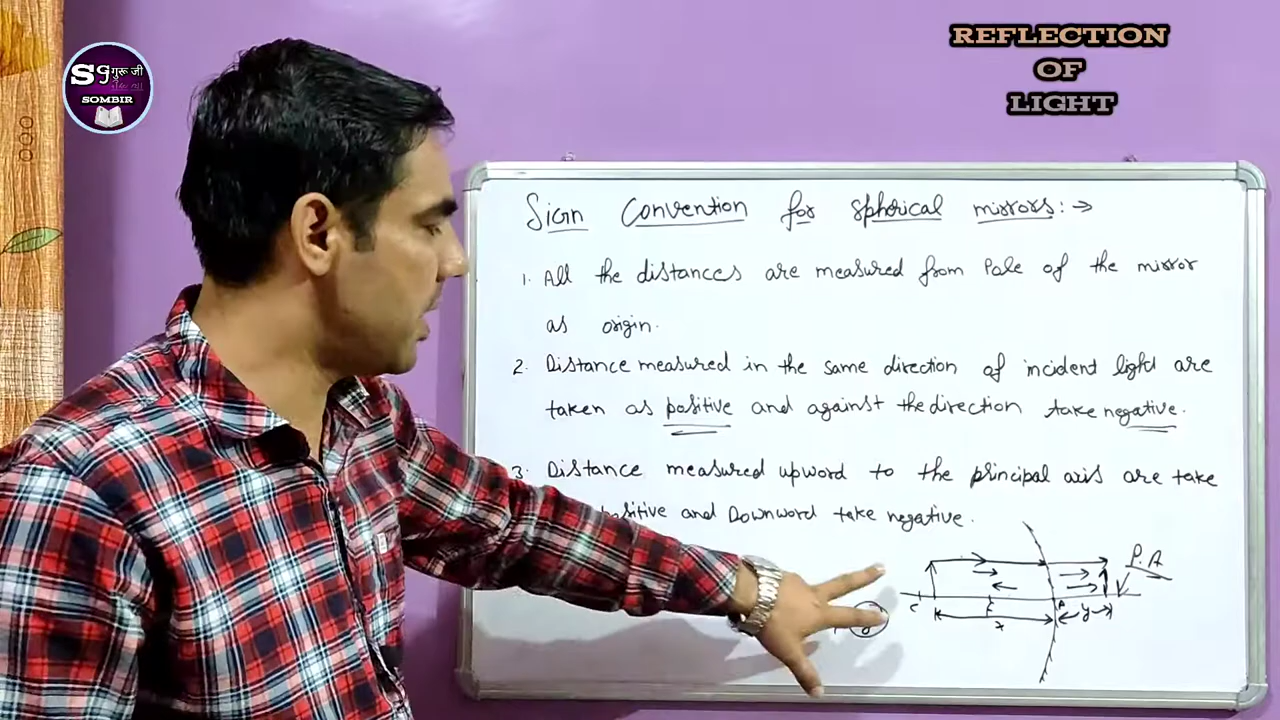 REFLECTION
OF
LIGHT
SG गुरू जी
SOMBIR
Sign Convention for spherical mirrors:→
1. All the distances are measured from Pole of the mirror
as origin.
2. Distance measured in the same direction of incident light are
taken as positive and against the direction take negative.
3. Distance measured upword to the principal axis are take
positive and Downword take negative.
P.A
C F P
x y